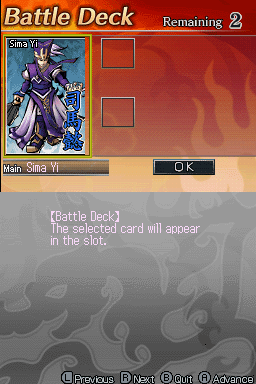 Battle Deck Remaining 2
Sima Yi
司馬懿
Main Sima Yi
OK
【Battle Deck】
The selected card will appear
in the slot.
L Previous R Next B Quit A Advance